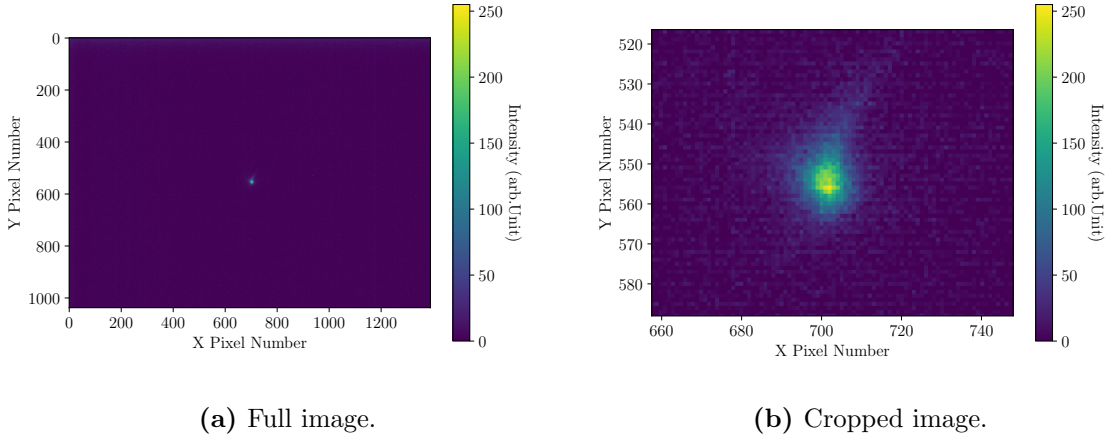 0
200
400
600
800
1000
Y Pixel Number
0 200 400 600 800 1000 1200
X Pixel Number
250
200
150
100
50
0
Intensity (arb.Unit)
(a) Full image.
520
530
540
550
560
570
580
Y Pixel Number
660 680 700 720 740
X Pixel Number
250
200
150
100
50
0
Intensity (arb.Unit)
(b) Cropped image.